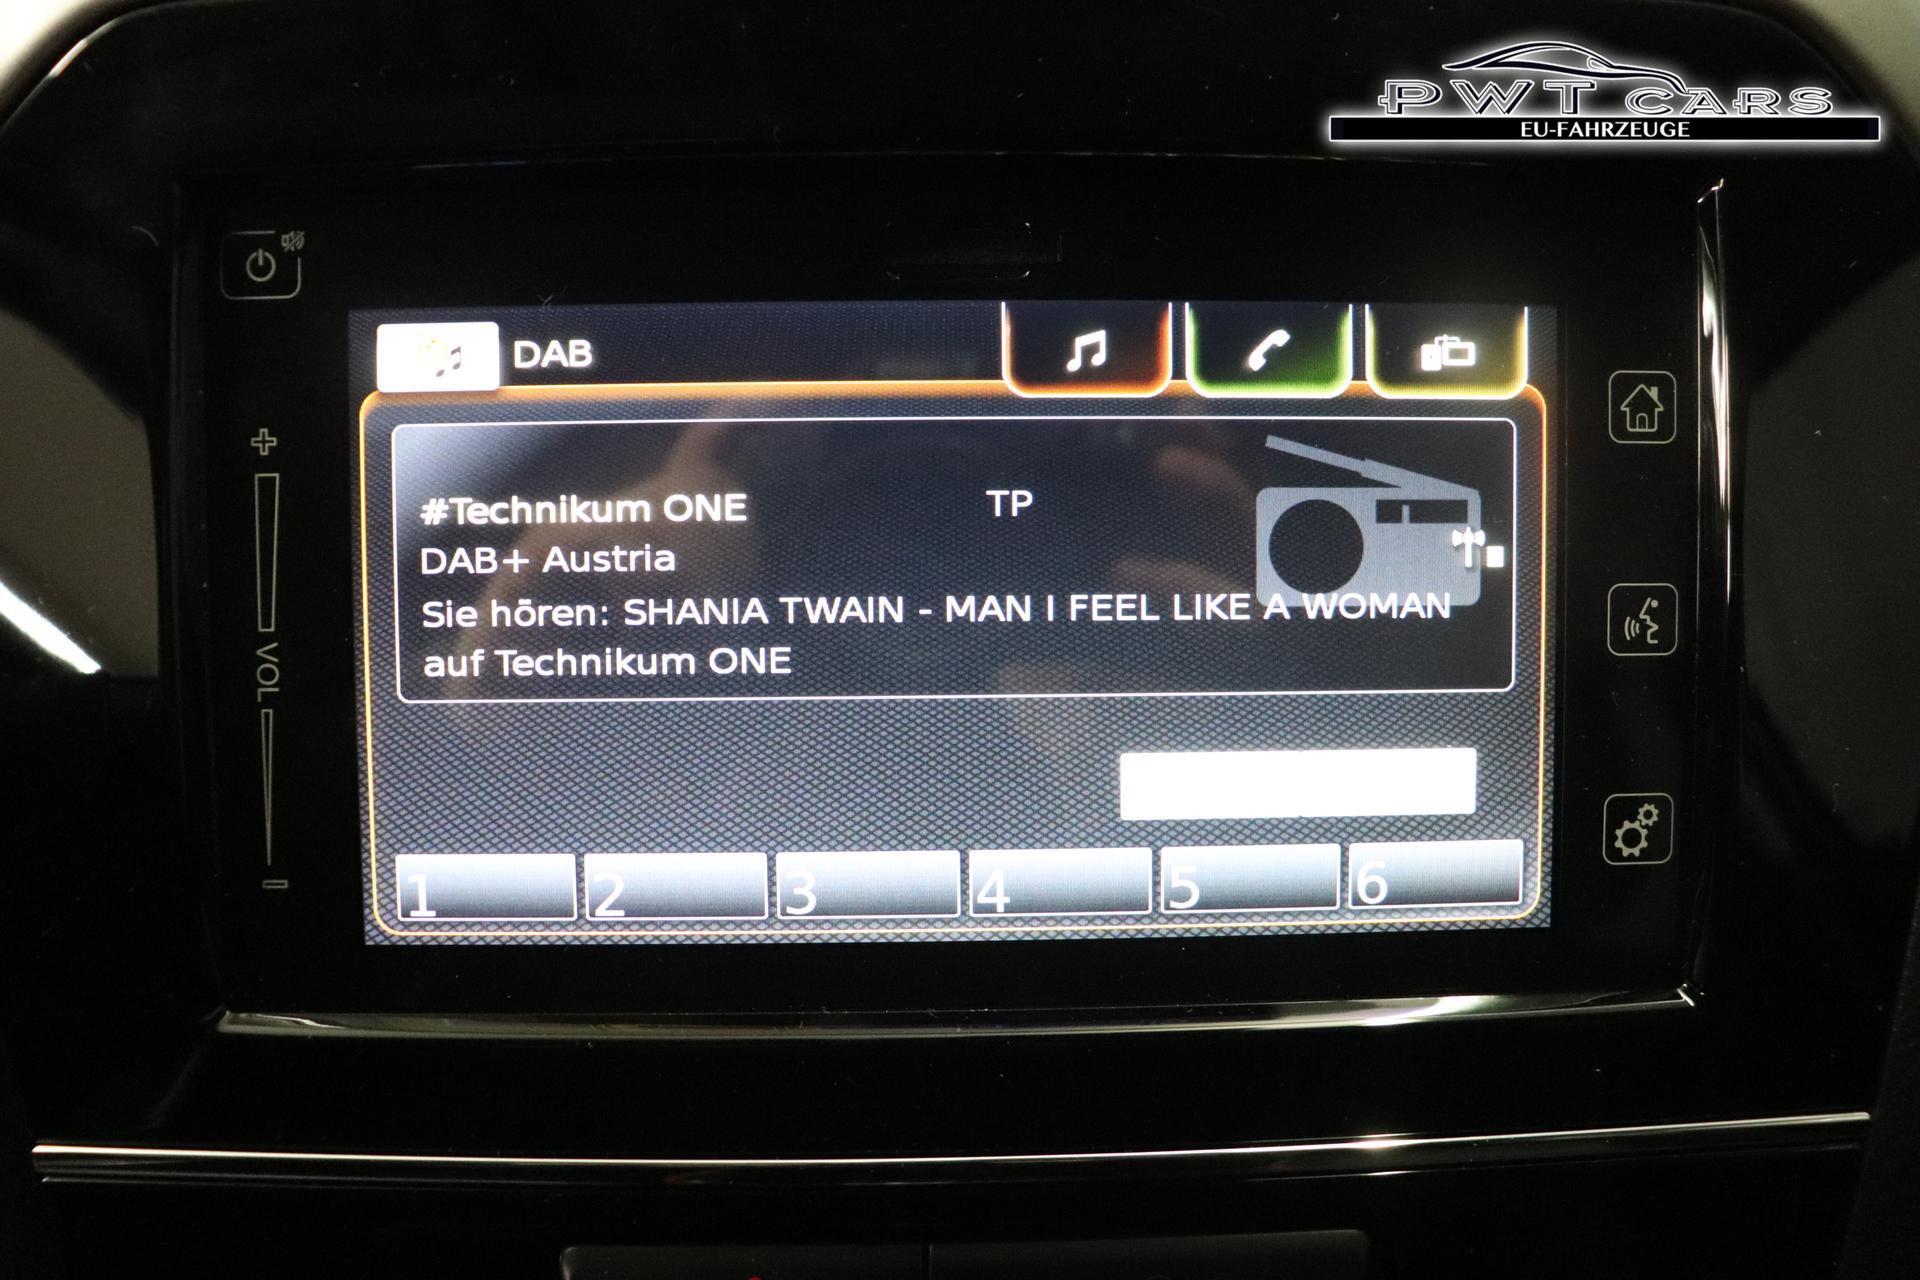 PWT CARS
EU-FAHRZEUGE
DAB
#Technikum ONE
TP
DAB+ Austria
Sie hören: SHANIA TWAIN - MAN I FEEL LIKE A WOMAN
auf Technikum ONE
VOL
1 2 3 4 5 6